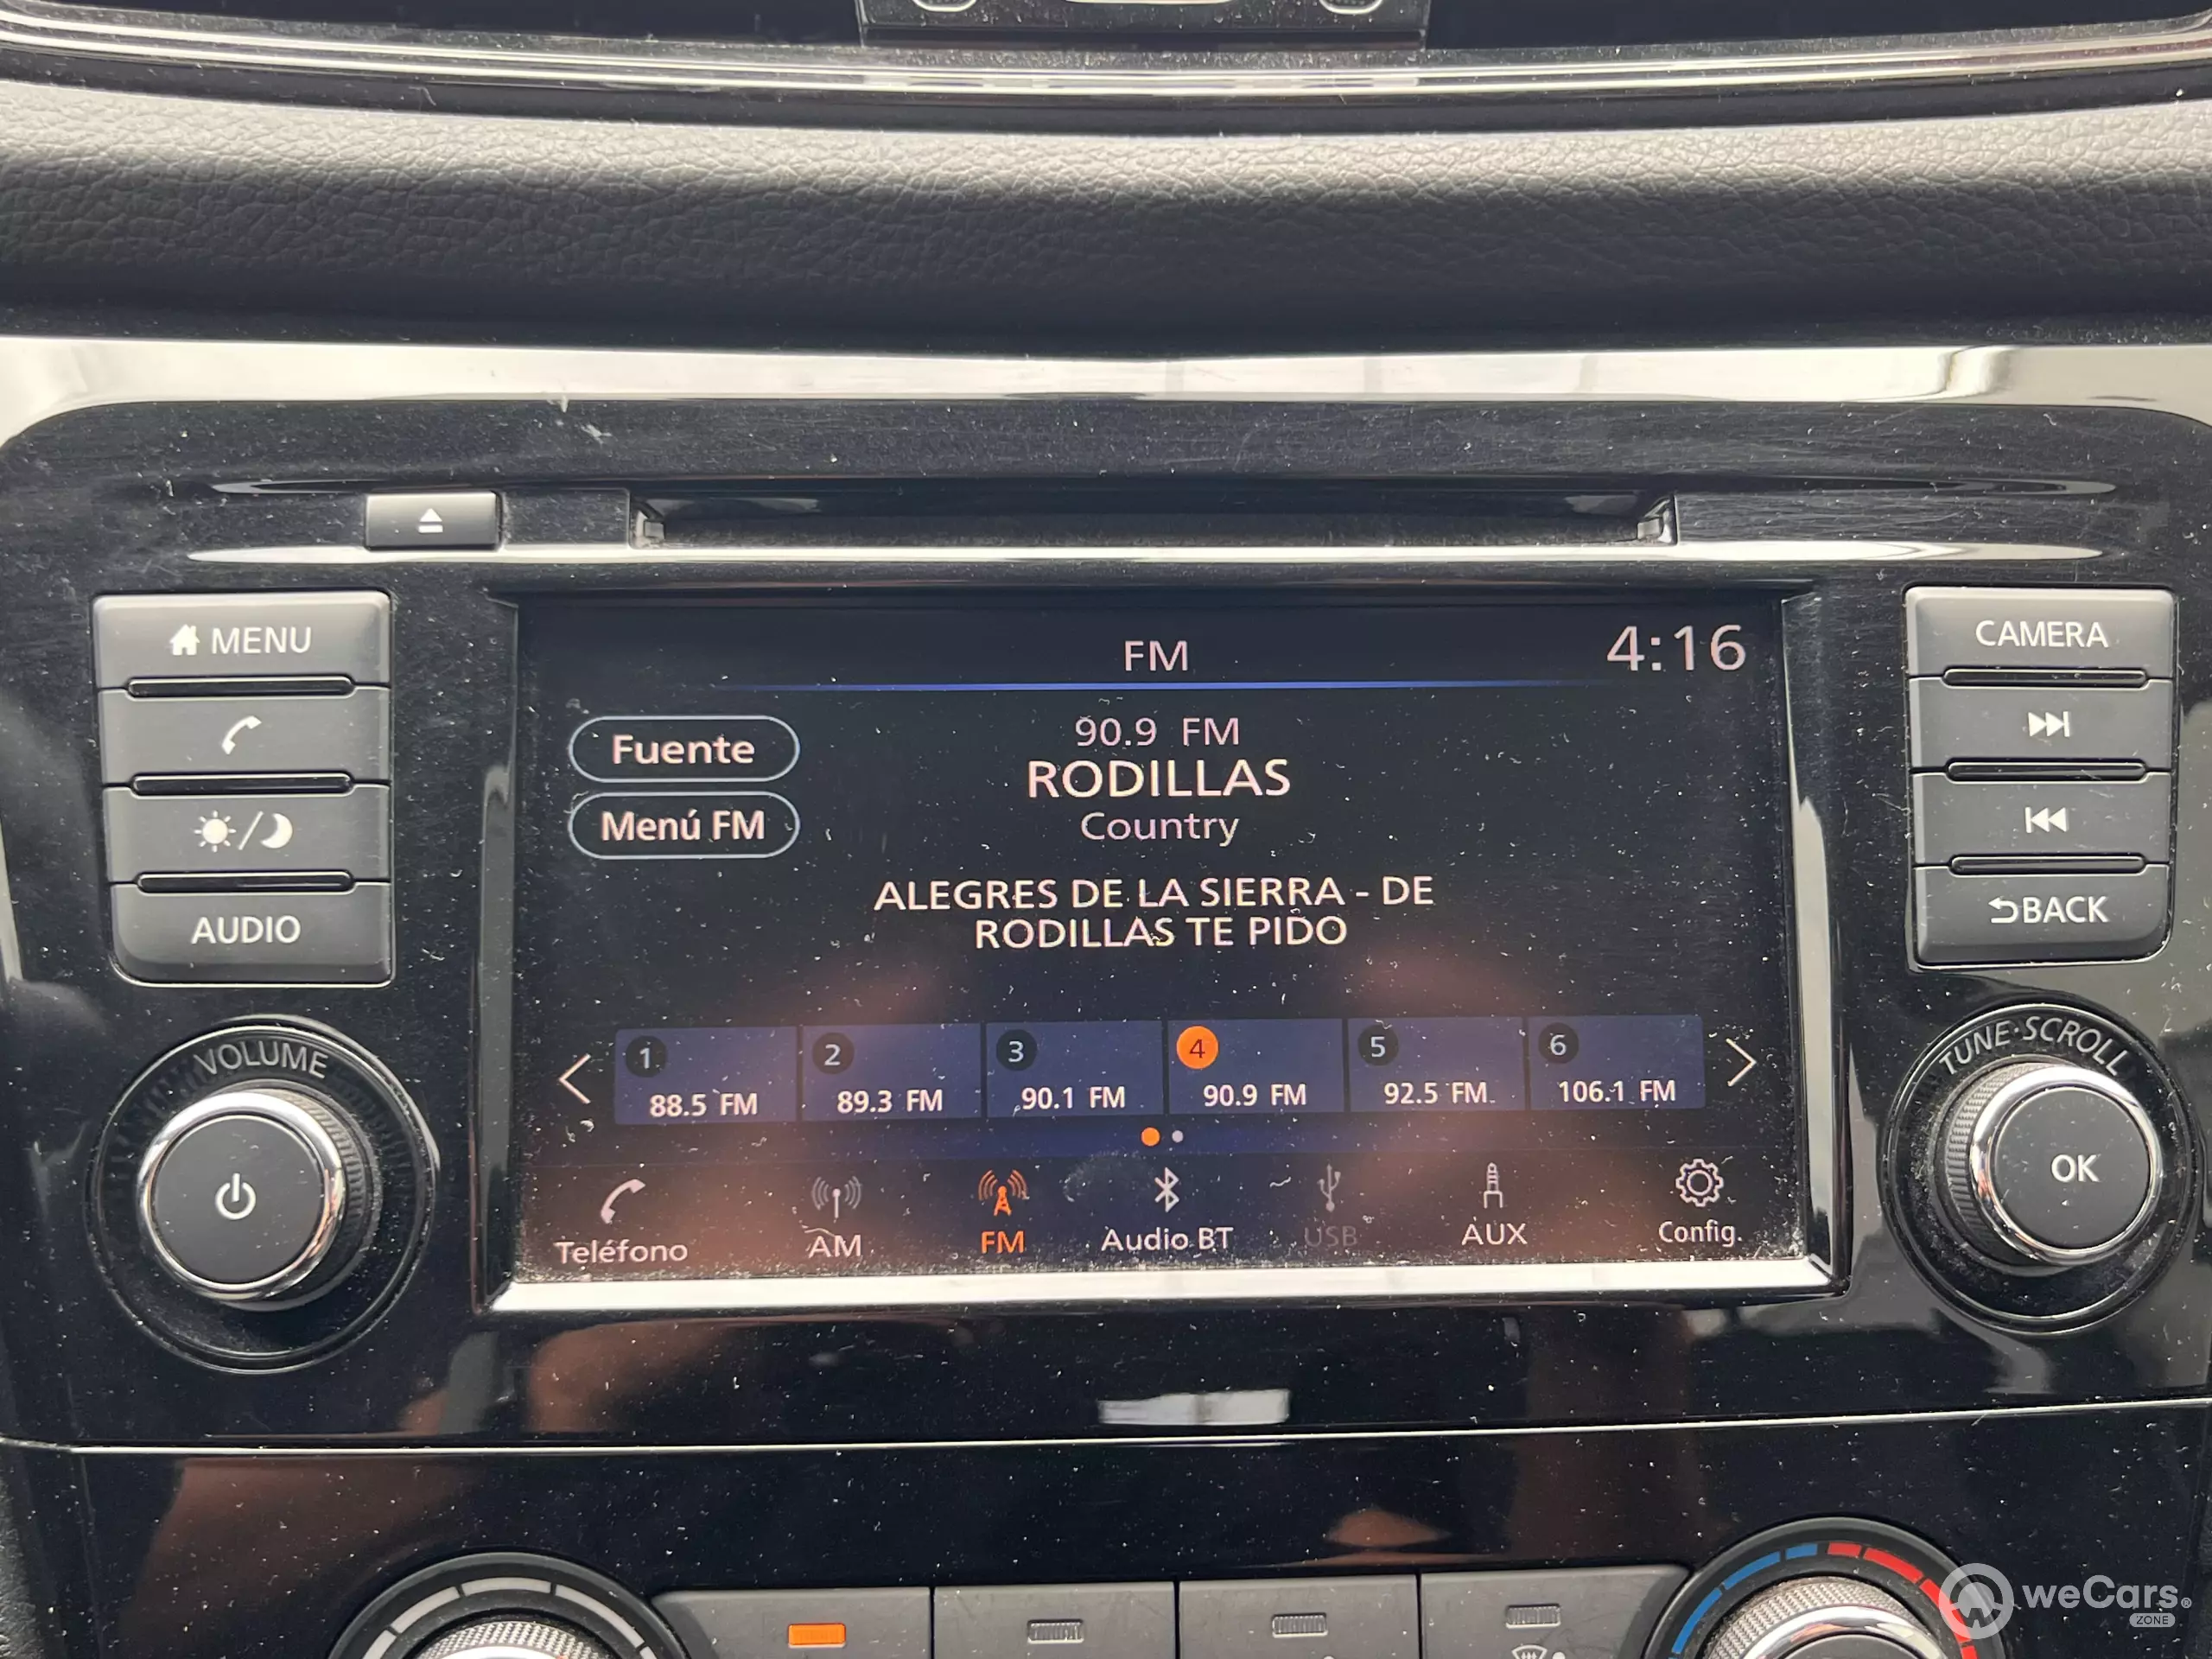 MENU
AUDIO
VOLUME
FM
4:16
Fuente
Menú FM
90.9 FM
RODILLAS
Country
ALEGRES DE LA SIERRA - DE
RODILLAS TE PIDO
1
88.5 FM
2
89.3 FM
3
90.1 FM
4
90.9 FM
5
92.5 FM
6
106.1 FM
Teléfono
AM
FM
Audio BT
USB
AUX
Config.
CAMERA
BACK
TUNE·SCROLL
OK
weCars®
ZONE